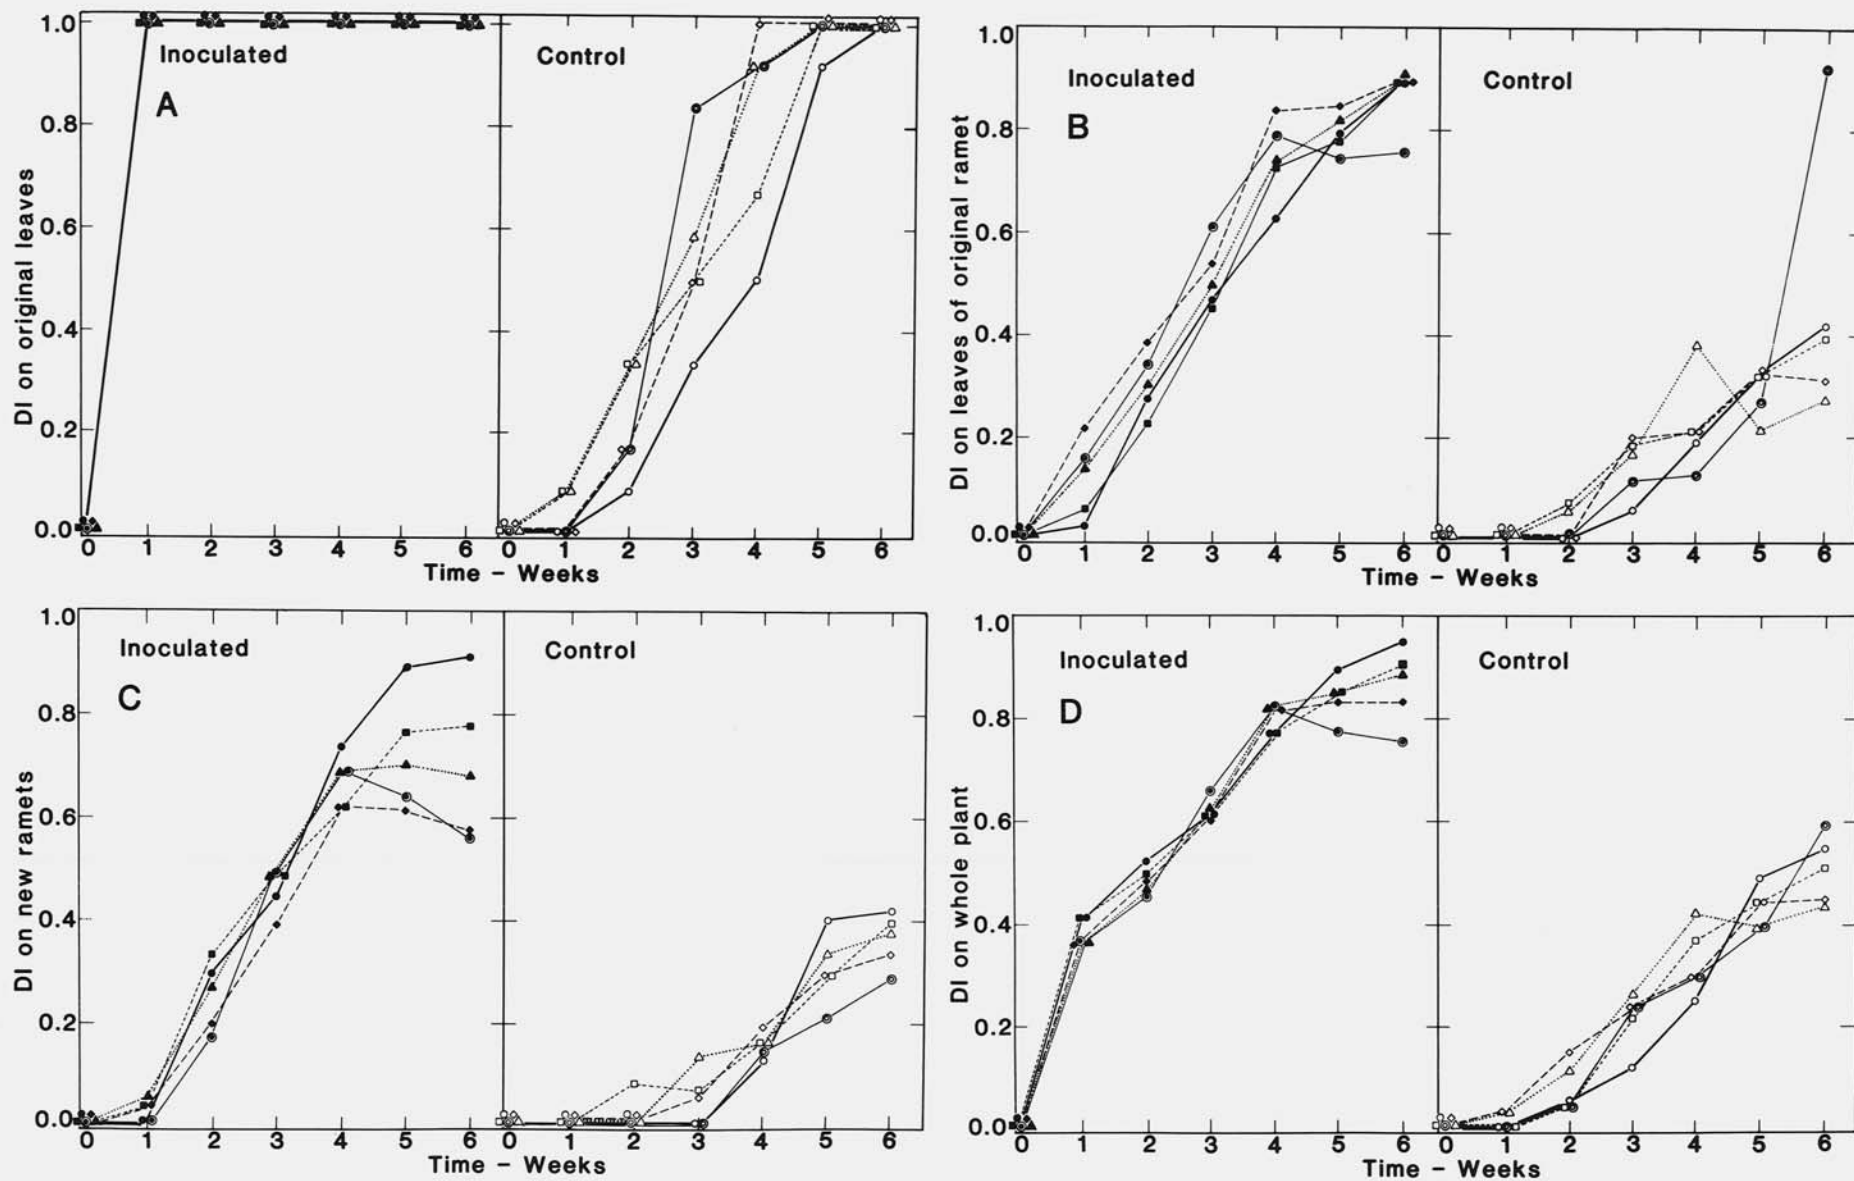 DI on original leaves
1.0
0.8
0.6
0.4
0.2
0.0
Inoculated
A
Control
0 1 2 3 4 5 6 0 1 2 3 4 5 6
Time – Weeks
DI on leaves of original ramet
1.0
0.8
0.6
0.4
0.2
0.0
Inoculated
B
Control
0 1 2 3 4 5 6 0 1 2 3 4 5 6
Time – Weeks
DI on new ramets
1.0
0.8
0.6
0.4
0.2
0.0
Inoculated
C
Control
0 1 2 3 4 5 6 0 1 2 3 4 5 6
Time – Weeks
DI on whole plant
1.0
0.8
0.6
0.4
0.2
0.0
Inoculated
D
Control
0 1 2 3 4 5 6 0 1 2 3 4 5 6
Time – Weeks